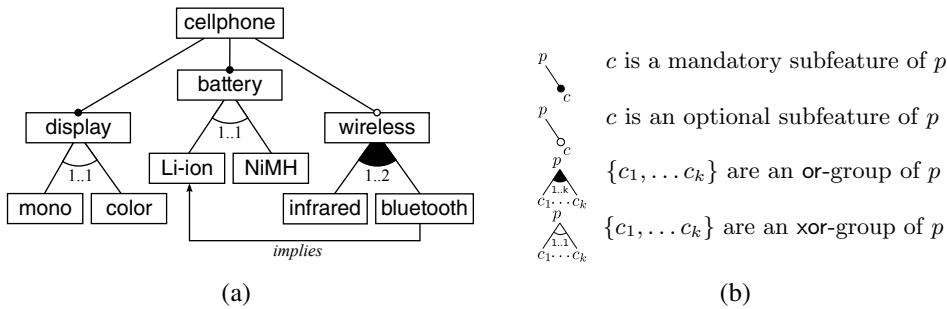 cellphone
battery
display
1..1
wireless
1..1
Li-ion
NiMH
1..2
mono
color
infrared
bluetooth
implies
(a)
p
c
c is a mandatory subfeature of p
p
c
c is an optional subfeature of p
p
1..k
c₁…cₖ
{c₁, … cₖ} are an or-group of p
p
1..1
c₁…cₖ
{c₁, … cₖ} are an xor-group of p
(b)